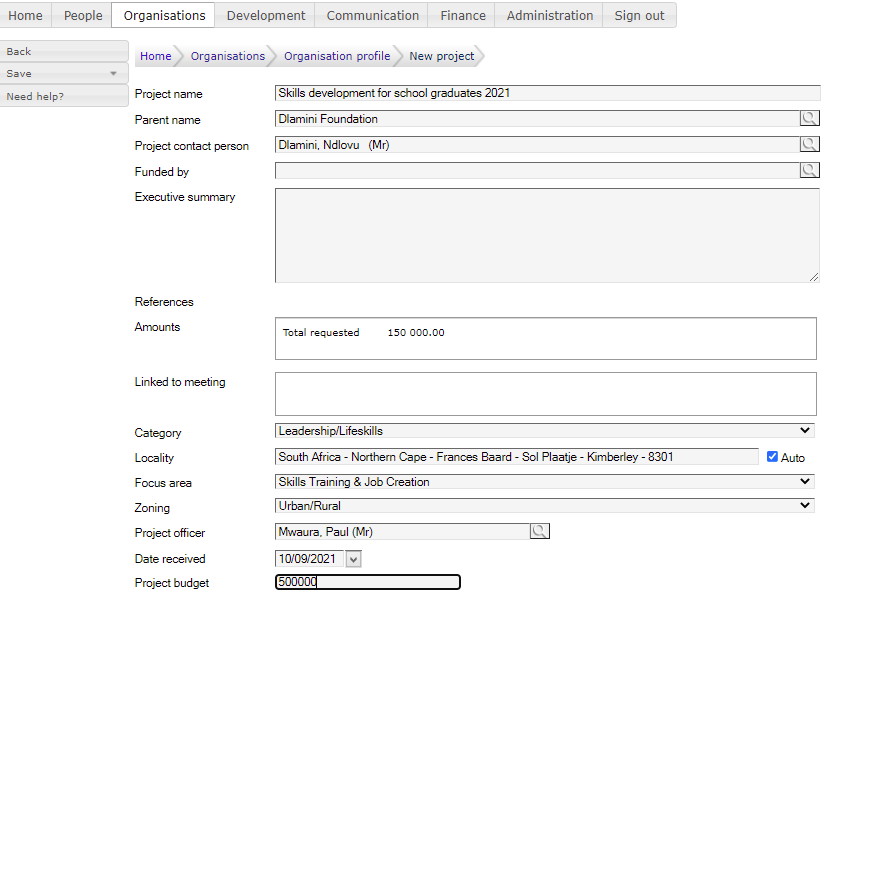 Home People Organisations Development Communication Finance Administration Sign out
Back
Save
Need help?
Home Organisations Organisation profile New project
Project name Skills development for school graduates 2021
Parent name Dlamini Foundation
Project contact person Dlamini, Ndlovu (Mr)
Funded by
Executive summary
References
Amounts Total requested 150 000.00
Linked to meeting
Category Leadership/Lifeskills
Locality South Africa - Northern Cape - Frances Baard - Sol Plaatje - Kimberley - 8301 Auto
Focus area Skills Training & Job Creation
Zoning Urban/Rural
Project officer Mwaura, Paul (Mr)
Date received 10/09/2021
Project budget 500000